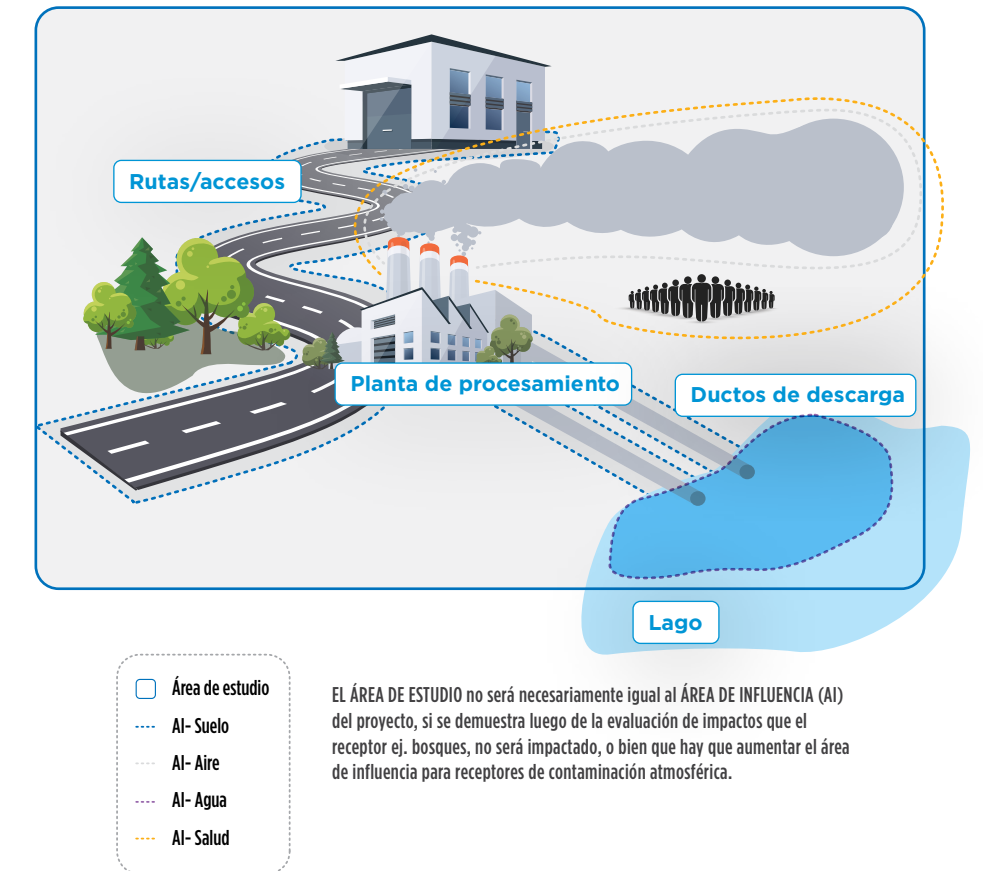 Rutas/accesos
Planta de procesamiento
Ductos de descarga
Lago
Área de estudio
AI- Suelo
AI- Aire
AI- Agua
AI- Salud
EL ÁREA DE ESTUDIO no será necesariamente igual al ÁREA DE INFLUENCIA (AI)
del proyecto, si se demuestra luego de la evaluación de impactos que el
receptor ej. bosques, no será impactado, o bien que hay que aumentar el área
de influencia para receptores de contaminación atmosférica.